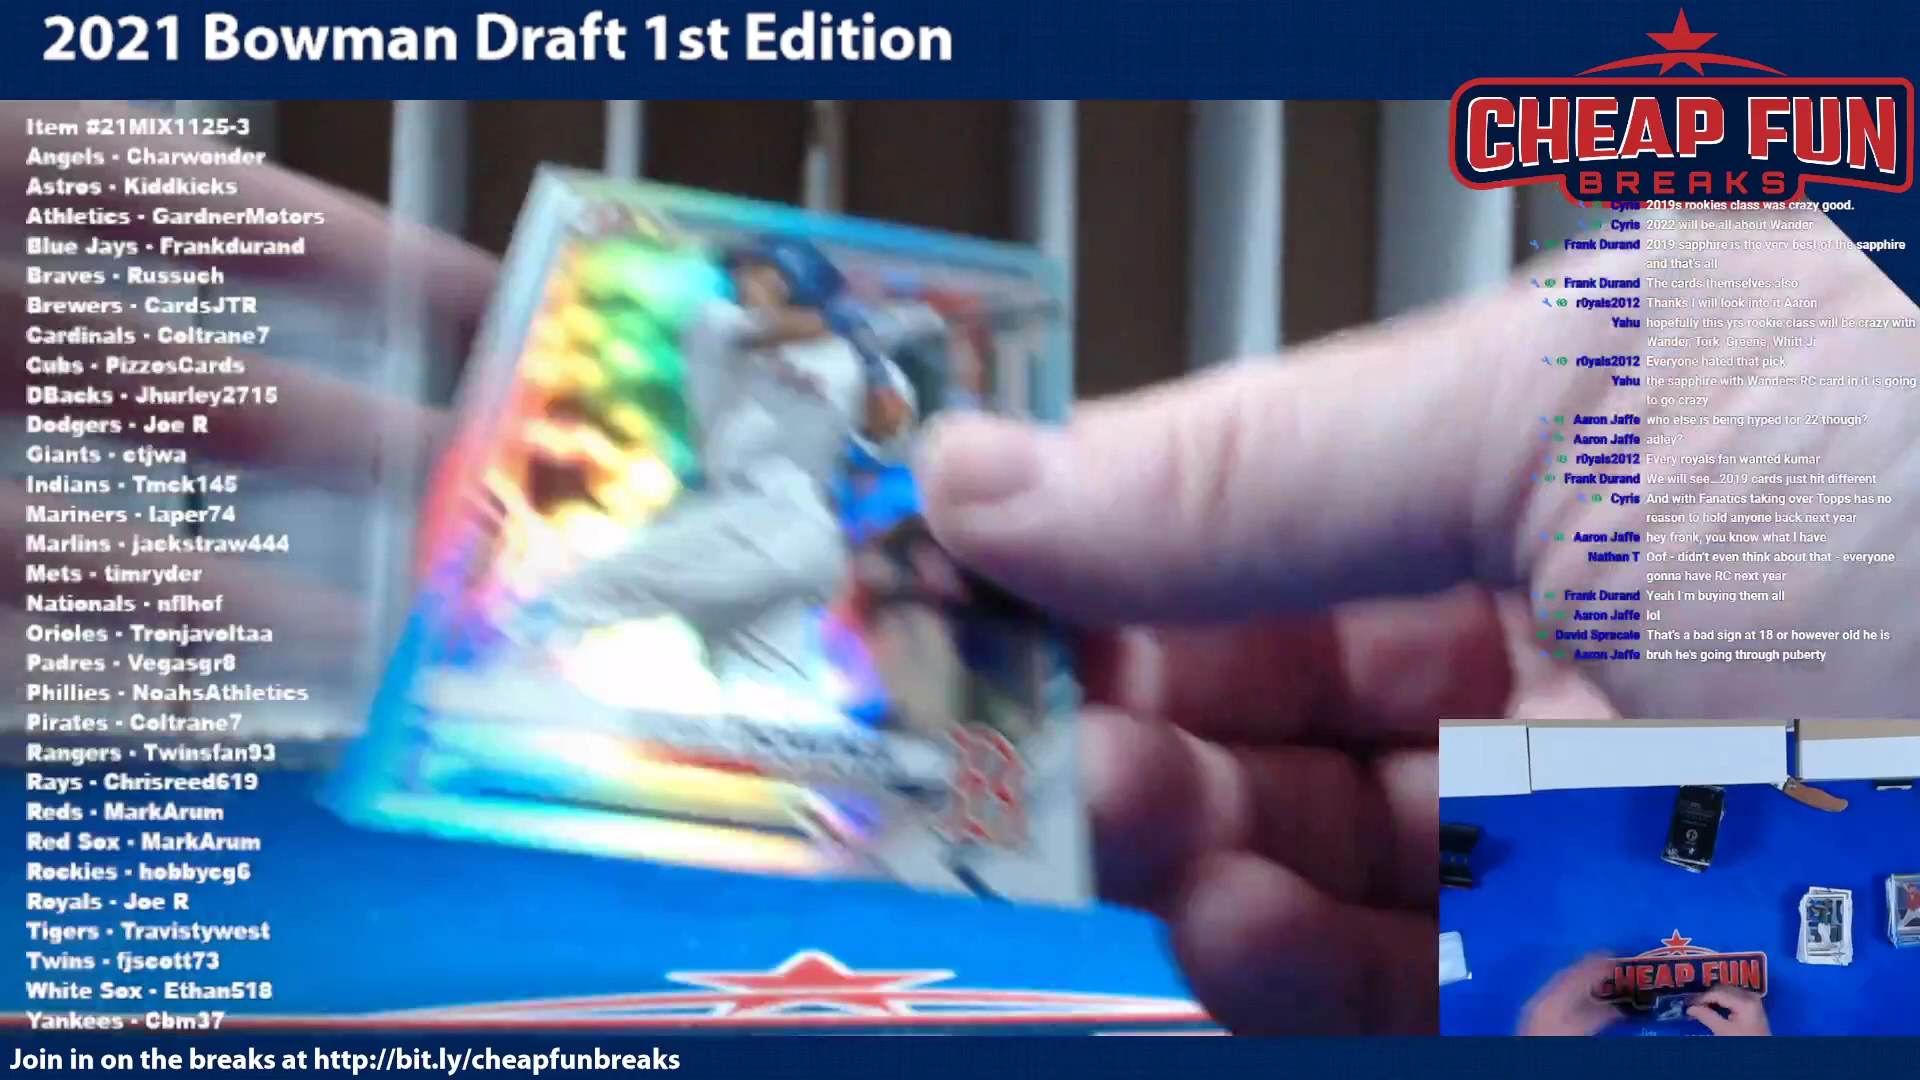 2021 Bowman Draft 1st Edition
CHEAP FUN
BREAKS
Item #21MIX1125-3
Angels - Charwonder
Astros - Kiddkicks
Athletics - GardnerMotors
Blue Jays - Frankdurand
Braves - Russuch
Brewers - CardsJTR
Cardinals - Coltrane7
Cubs - PizzosCards
DBacks - Jhurley2715
Dodgers - Joe R
Giants - ctjwa
Indians - Tmck145
Mariners - laper74
Marlins - jackstraw444
Mets - timryder
Nationals - nflhof
Orioles - Tronjavoltaa
Padres - Vegasgr8
Phillies - NoahsAthletics
Pirates - Coltrane7
Rangers - Twinsfan93
Rays - Chrisreed619
Reds - MarkArum
Red Sox - MarkArum
Rockies - hobbycg6
Royals - Joe R
Tigers - Travistywest
Twins - fjscott73
White Sox - Ethan518
Yankees - Cbm37
Cyris 2019s rookies class was crazy good.
Cyris 2022 will be all about Wander
Frank Durand 2019 sapphire is the very best of the sapphire
and that's all
Frank Durand The cards themselves also
r0yals2012 Thanks I will look into it Aaron
Yahu hopefully this yrs rookie class will be crazy with
Wander, Tork, Greene, Whitt Jr
r0yals2012 Everyone hated that pick
Yahu the sapphire with Wanders RC card in it is going
to go crazy
Aaron Jaffe who else is being hyped for 22 though?
Aaron Jaffe adley?
r0yals2012 Every royals fan wanted kumar
Frank Durand We will see...2019 cards just hit different
Cyris And with Fanatics taking over Topps has no
reason to hold anyone back next year
Aaron Jaffe hey frank, you know what I have
Nathan T Oof - didn't even think about that - everyone
gonna have RC next year
Frank Durand Yeah I'm buying them all
Aaron Jaffe lol
David Spracale That's a bad sign at 18 or however old he is
Aaron Jaffe bruh he's going through puberty
CHEAP FUN
Join in on the breaks at http://bit.ly/cheapfunbreaks